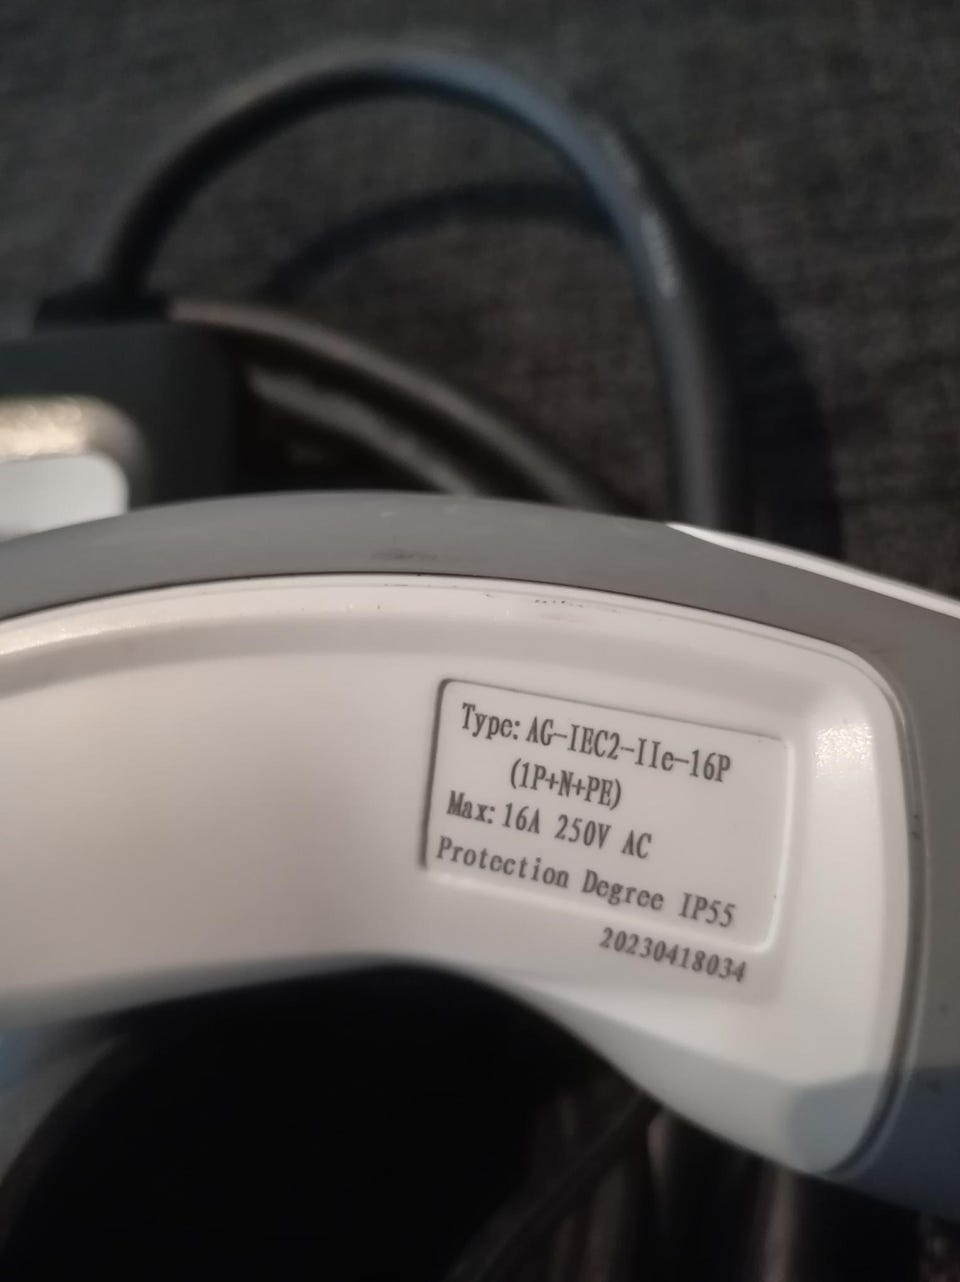 Type: AG-IEC2-IIe-16P
(1P+N+PE)
Max: 16A 250V AC
Protection Degree IP55
20230418034